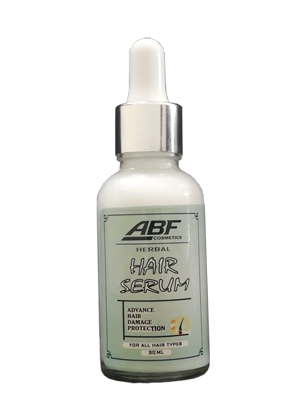 ABF
COSMETICS
HERBAL
HAIR
SERUM
ADVANCE
HAIR
DAMAGE
PROTECTION
FOR ALL HAIR TYPES
30ML